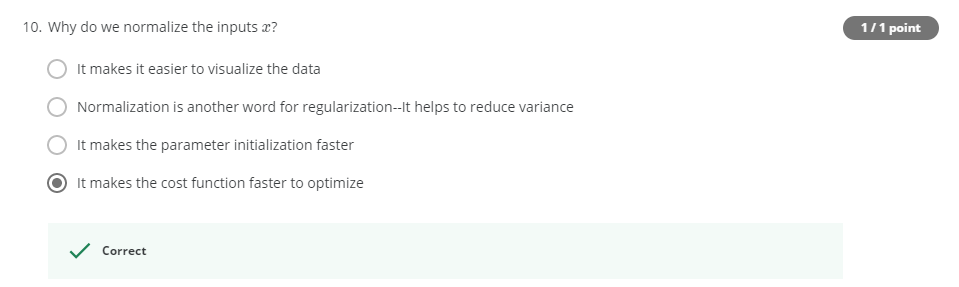 10. Why do we normalize the inputs x?
1 / 1 point
It makes it easier to visualize the data
Normalization is another word for regularization--It helps to reduce variance
It makes the parameter initialization faster
It makes the cost function faster to optimize
Correct